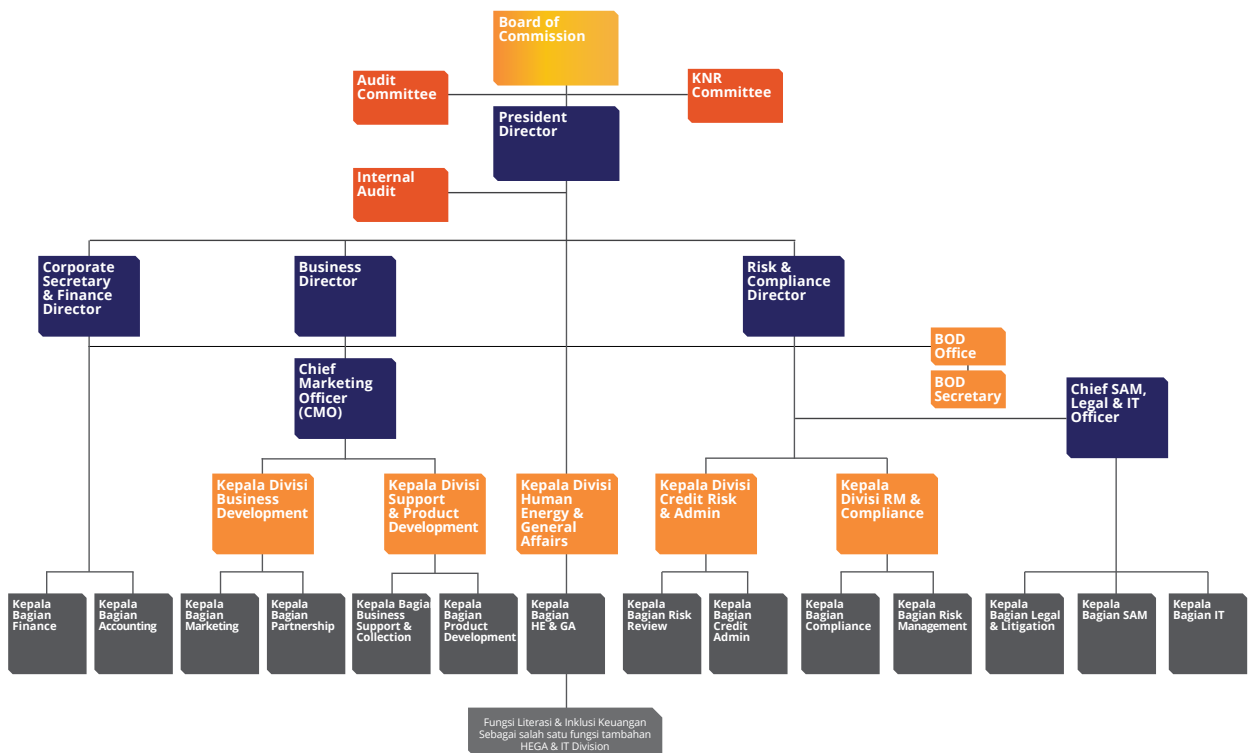 Board of
Commission
Audit
Committee
KNR
Committee
President
Director
Internal
Audit
Corporate
Secretary
& Finance
Director
Business
Director
Risk &
Compliance
Director
BOD
Office
BOD
Secretary
Chief
Marketing
Officer
(CMO)
Chief SAM,
Legal & IT
Officer
Kepala Divisi
Business
Development
Kepala Divisi
Support
& Product
Development
Kepala Divisi
Human
Energy &
General
Affairs
Kepala Divisi
Credit Risk
& Admin
Kepala
Divisi RM &
Compliance
Kepala
Bagian
Finance
Kepala
Bagian
Accounting
Kepala
Bagian
Marketing
Kepala
Bagian
Partnership
Kepala Bagian
Business
Support &
Collection
Kepala
Bagian
Product
Development
Kepala
Bagian
HE & GA
Kepala
Bagian Risk
Review
Kepala
Bagian
Credit
Admin
Kepala
Bagian
Compliance
Kepala
Bagian Risk
Management
Kepala
Bagian Legal
& Litigation
Kepala
Bagian SAM
Kepala
Bagian IT
Fungsi Literasi & Inklusi Keuangan
Sebagai salah satu fungsi tambahan
HEGA & IT Division